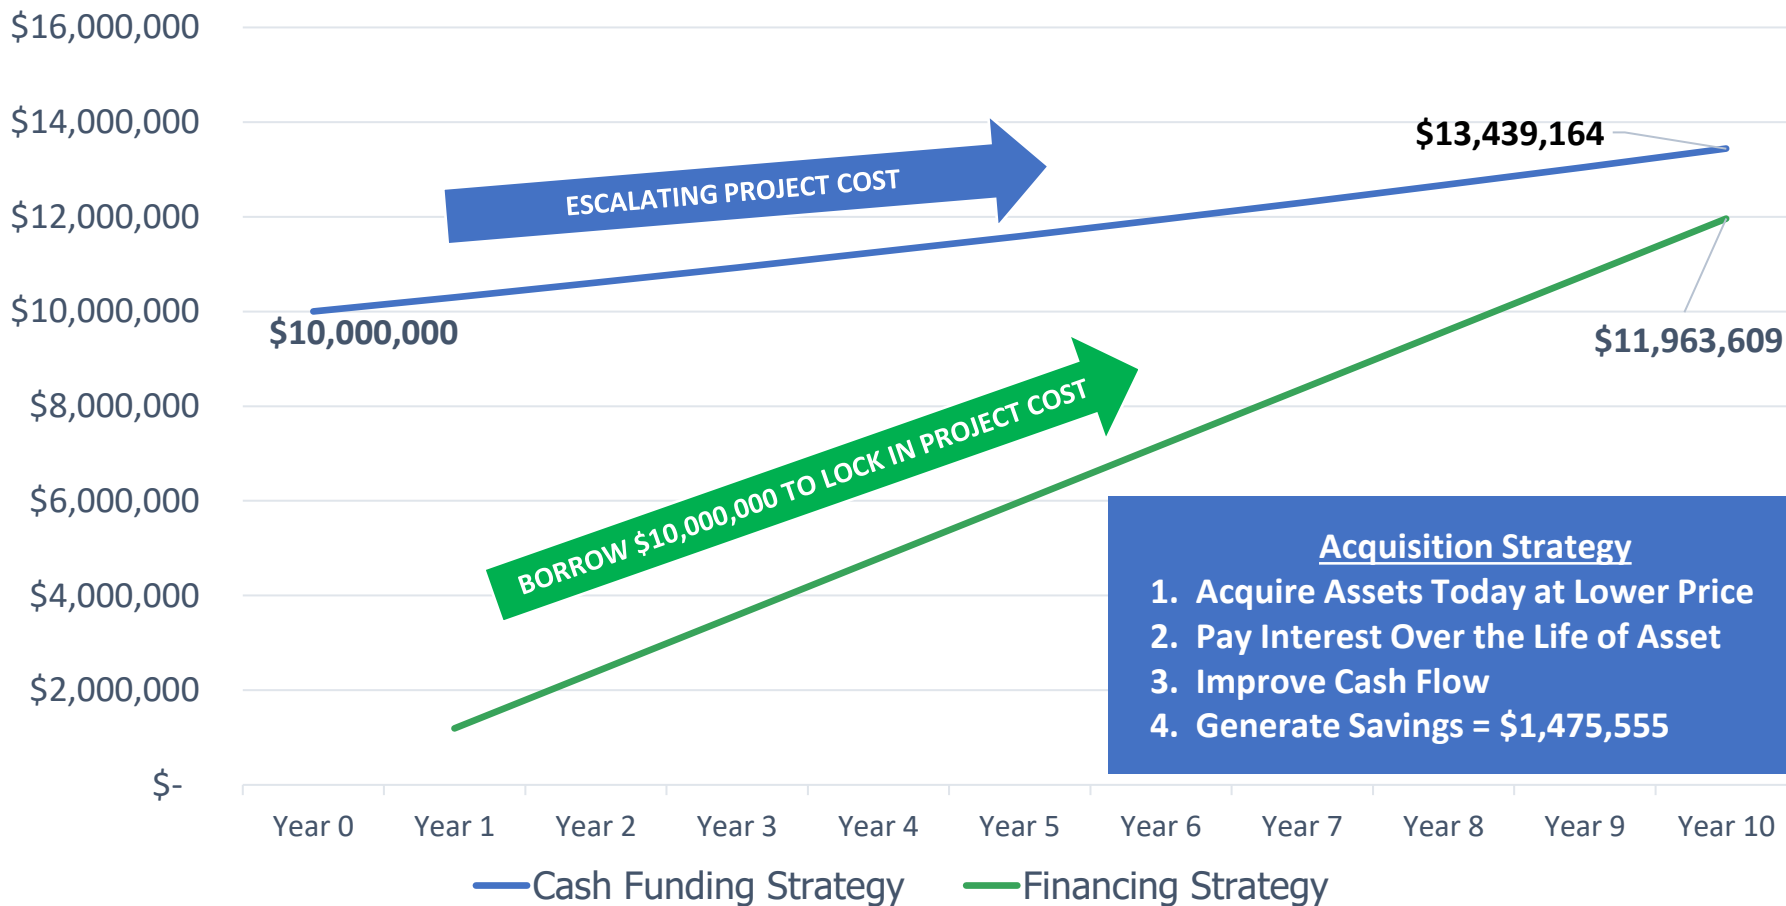 $16,000,000
$14,000,000
$12,000,000
$10,000,000
$8,000,000
$6,000,000
$4,000,000
$2,000,000
$-
ESCALATING PROJECT COST
$13,439,164
$10,000,000
$11,963,609
BORROW $10,000,000 TO LOCK IN PROJECT COST
Acquisition Strategy
1. Acquire Assets Today at Lower Price
2. Pay Interest Over the Life of Asset
3. Improve Cash Flow
4. Generate Savings = $1,475,555
Year 0 Year 1 Year 2 Year 3 Year 4 Year 5 Year 6 Year 7 Year 8 Year 9 Year 10
Cash Funding Strategy Financing Strategy